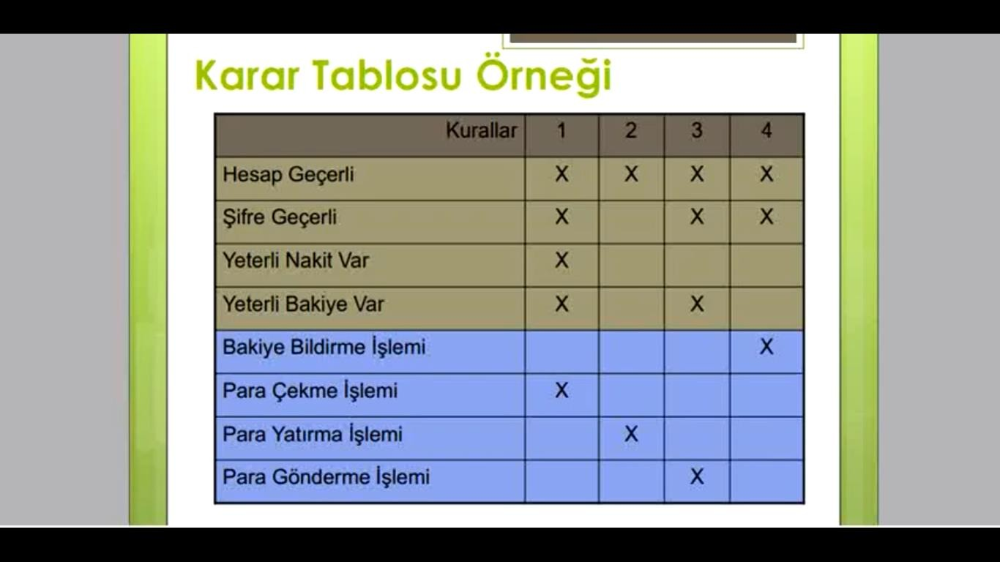 Karar Tablosu Örneği
Kurallar 1 2 3 4
Hesap Geçerli X X X X
Şifre Geçerli X X X
Yeterli Nakit Var X
Yeterli Bakiye Var X X
Bakiye Bildirme İşlemi X
Para Çekme İşlemi X
Para Yatırma İşlemi X
Para Gönderme İşlemi X